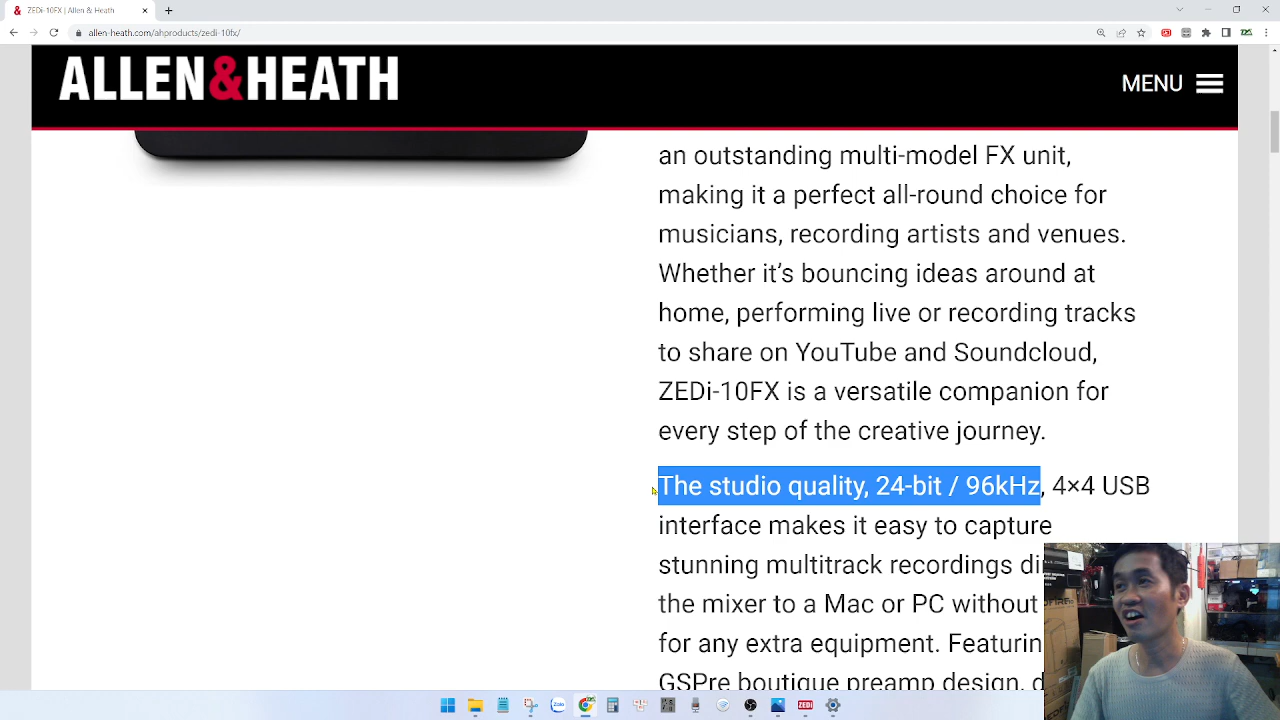 ZEDi-10FX | Allen & Heath
allen-heath.com/ahproducts/zedi-10fx/
ALLEN&HEATH
MENU
an outstanding multi-model FX unit,
making it a perfect all-round choice for
musicians, recording artists and venues.
Whether it's bouncing ideas around at
home, performing live or recording tracks
to share on YouTube and Soundcloud,
ZEDi-10FX is a versatile companion for
every step of the creative journey.
The studio quality, 24-bit / 96kHz, 4×4 USB
interface makes it easy to capture
stunning multitrack recordings di
the mixer to a Mac or PC without
for any extra equipment. Featurin
GSPre boutique preamp design, d
Zalo
ZEDI